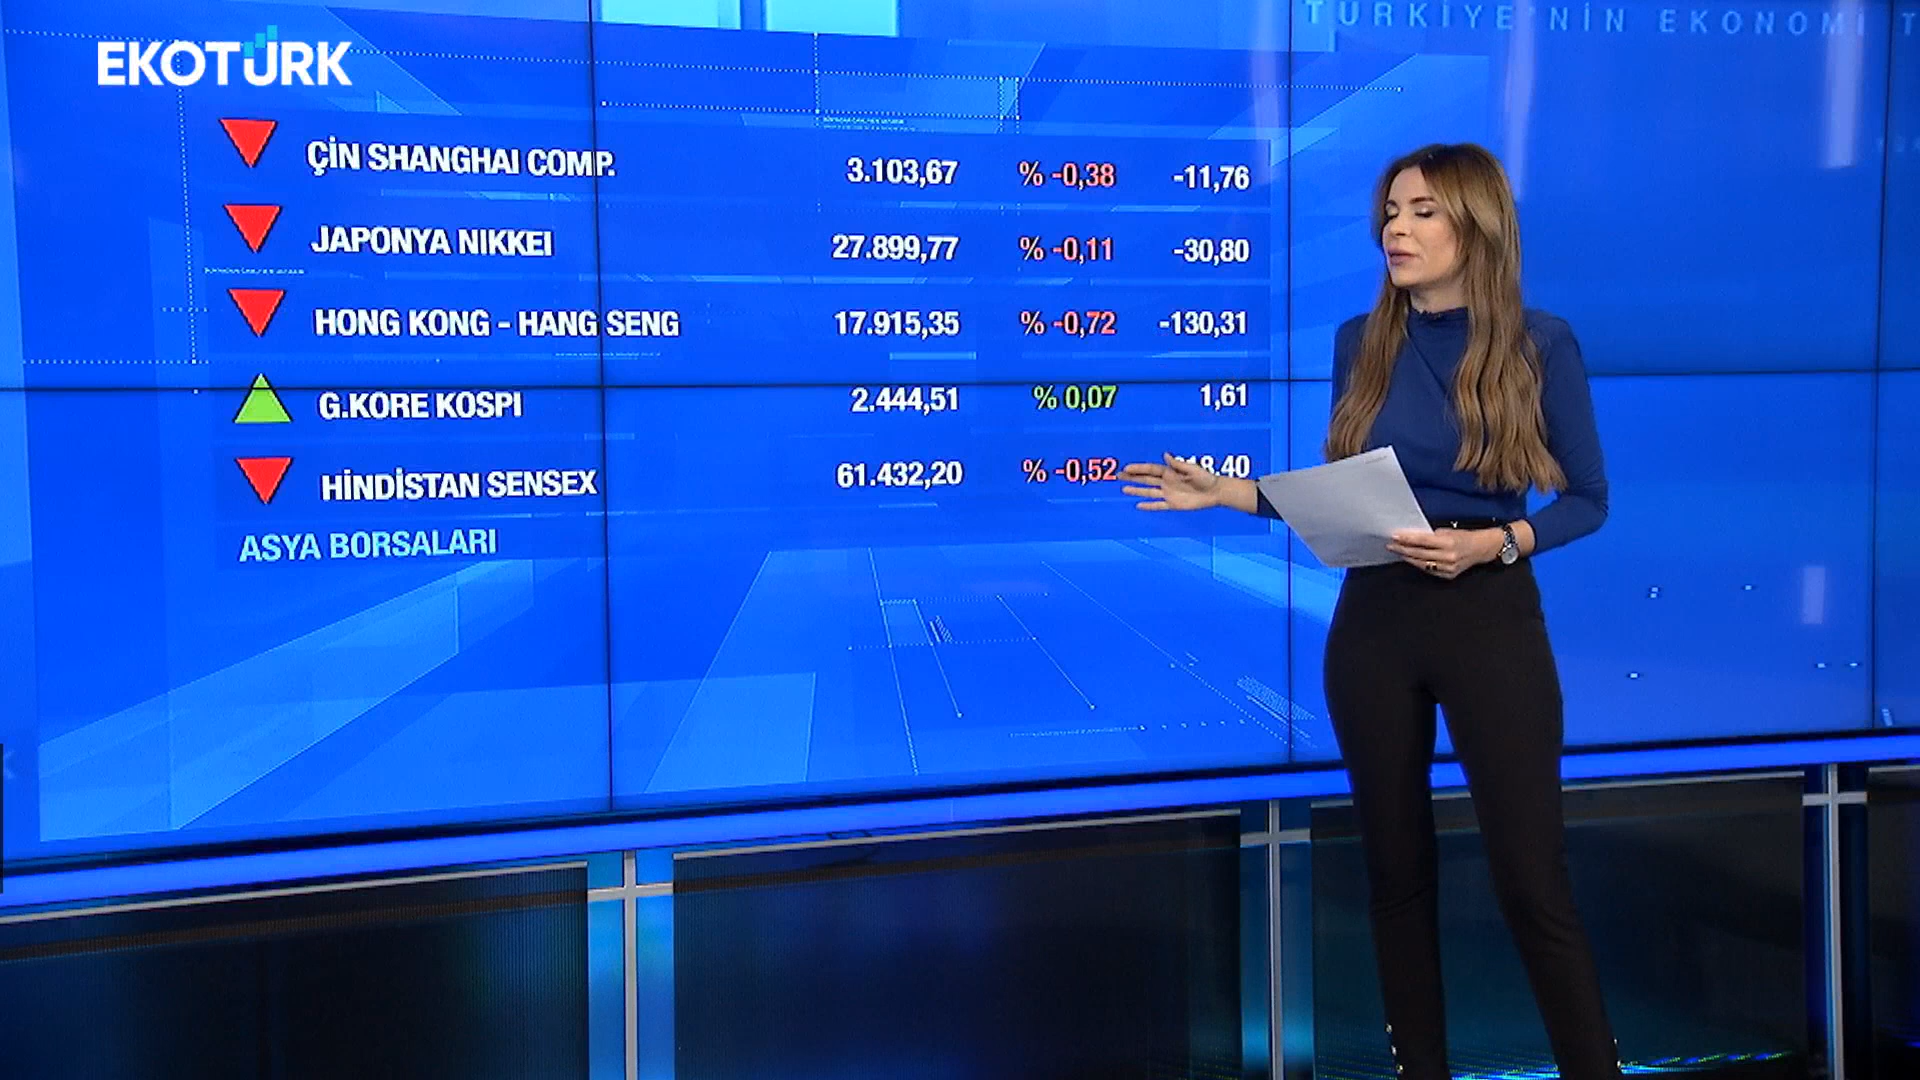 TÜRKİYE'NİN EKONOMİ T
EKOTÜRK
ÇİN SHANGHAI COMP. 3.103,67 % -0,38 -11,76
JAPONYA NIKKEI 27.899,77 % -0,11 -30,80
HONG KONG - HANG SENG 17.915,35 % -0,72 -130,31
G.KORE KOSPI 2.444,51 % 0,07 1,61
HİNDİSTAN SENSEX 61.432,20 % -0,52
ASYA BORSALARI